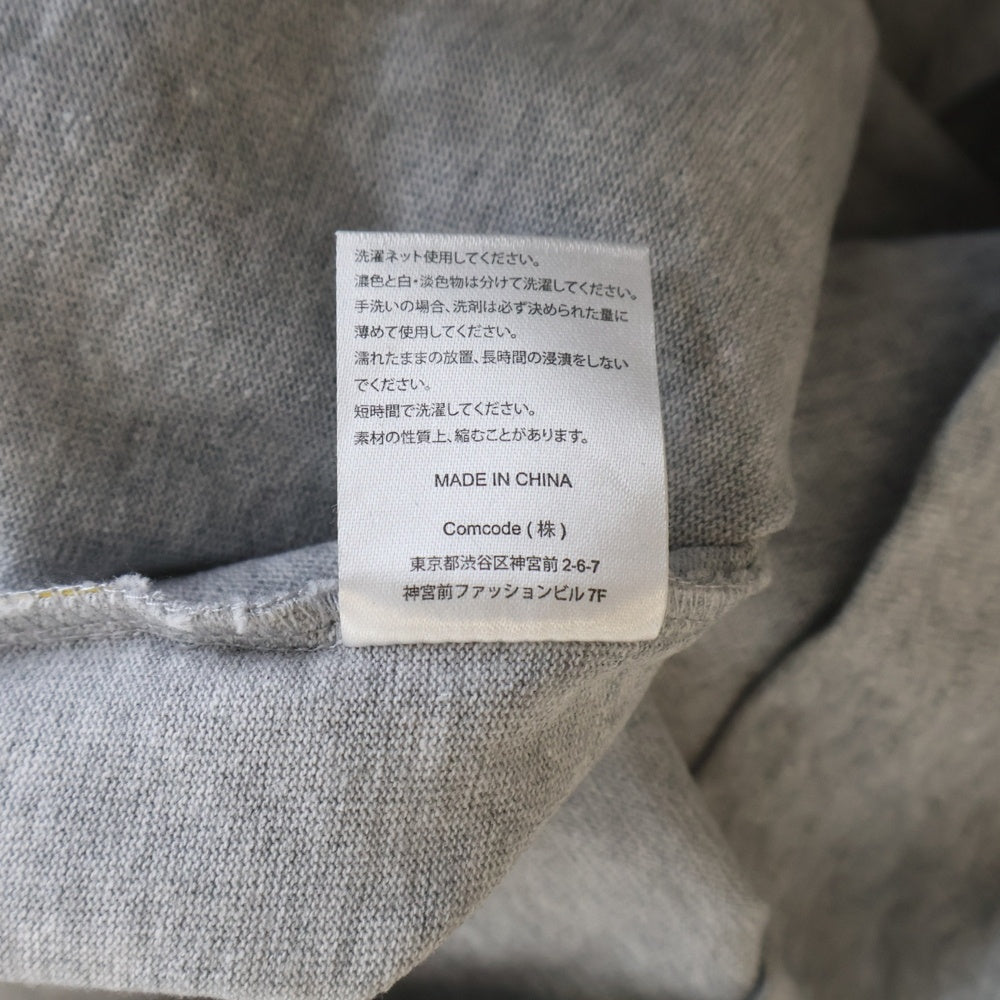 洗濯ネット使用してください。
濃色と白・淡色物は分けて洗濯してください。
手洗いの場合、洗剤は必ず決められた量に
薄めて使用してください。
濡れたままの放置、長時間の浸漬をしない
でください。
短時間で洗濯してください。
素材の性質上、縮むことがあります。
MADE IN CHINA
Comcode (株)
東京都渋谷区神宮前 2-6-7
神宮前ファッションビル 7F